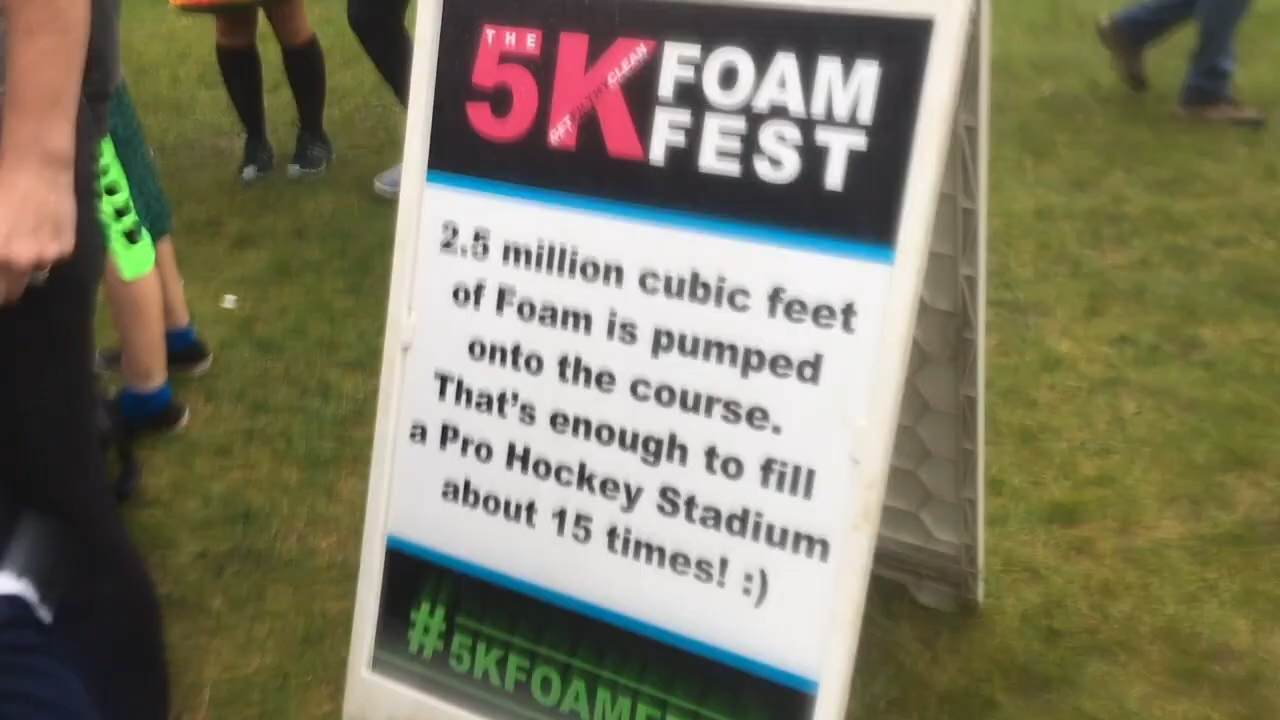 THE
5K FOAM
FEST
GET FILTHY CLEAN
2.5 million cubic feet
of Foam is pumped
onto the course.
That's enough to fill
a Pro Hockey Stadium
about 15 times! :)